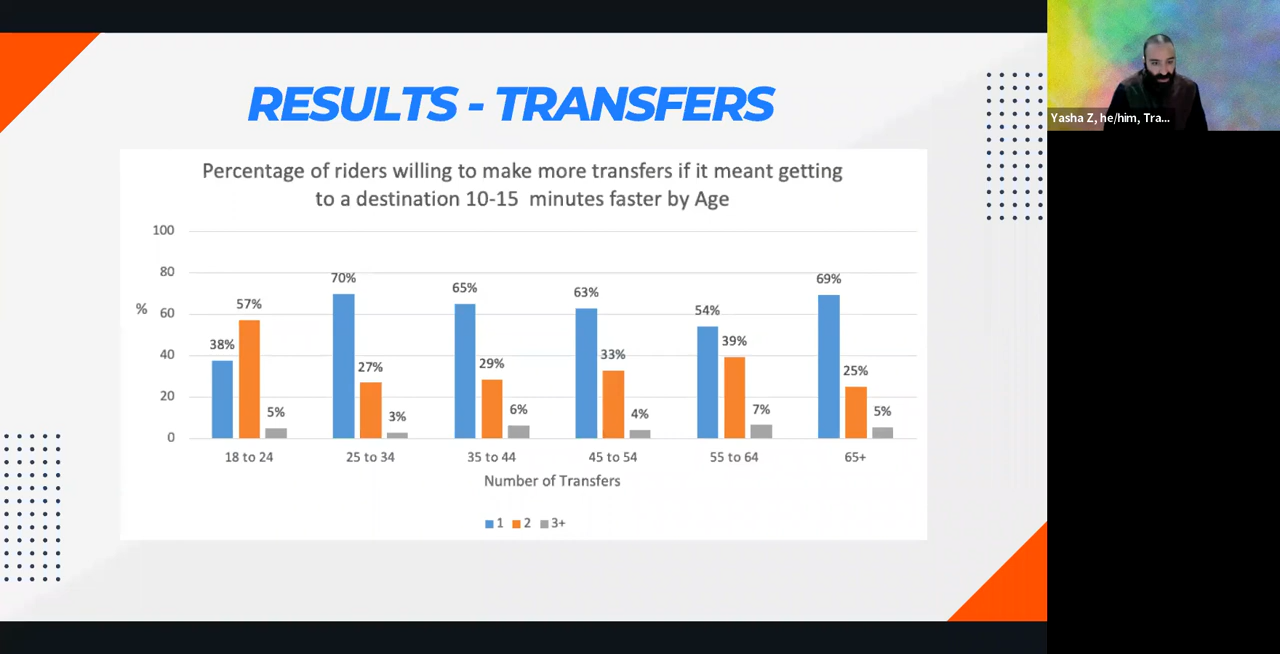 RESULTS - TRANSFERS
Percentage of riders willing to make more transfers if it meant getting
to a destination 10-15 minutes faster by Age
100
80
60
40
20
0
%
38%
57%
5%
70%
27%
3%
65%
29%
6%
63%
33%
4%
54%
39%
7%
69%
25%
5%
18 to 24
25 to 34
35 to 44
45 to 54
55 to 64
65+
Number of Transfers
1 2 3+
Yasha Z, he/him, Tra...